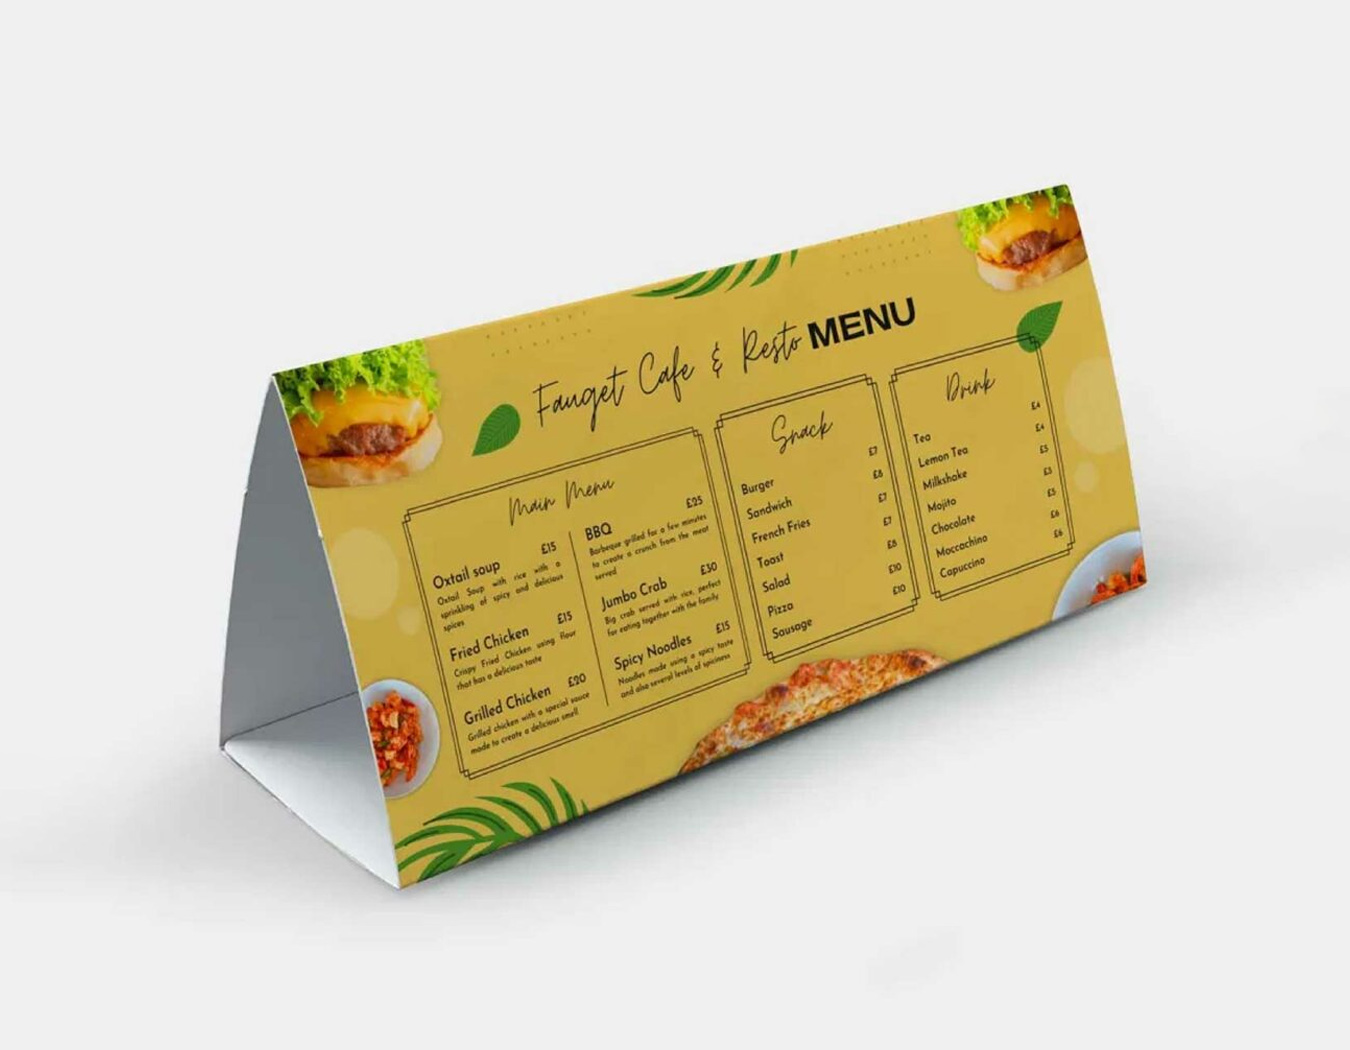 Fauget Cafe & Resto MENU
Main Menu
Oxtail soup £15
Oxtail Soup with rice with a
sprinkling of spicy and delicious
spices
Fried Chicken £15
Crispy Fried Chicken using flour
that has a delicious taste
Grilled Chicken £20
Grilled chicken with a special sauce
made to create a delicious smell
BBQ £25
Barbeque grilled for a few minutes
to create a crunch from the meat
served
Jumbo Crab £30
Big crab served with rice, perfect
for eating together with the family
Spicy Noodles £15
Noodles made using a spicy taste
and also several levels of spiciness
Snack
Burger £7
Sandwich £8
French Fries £7
Toast £7
Salad £8
Pizza £10
Sausage £10
Drink
Tea £4
Lemon Tea £4
Milkshake £5
Mojito
Chocolate £5
Moccachino £6
Capuccino £6